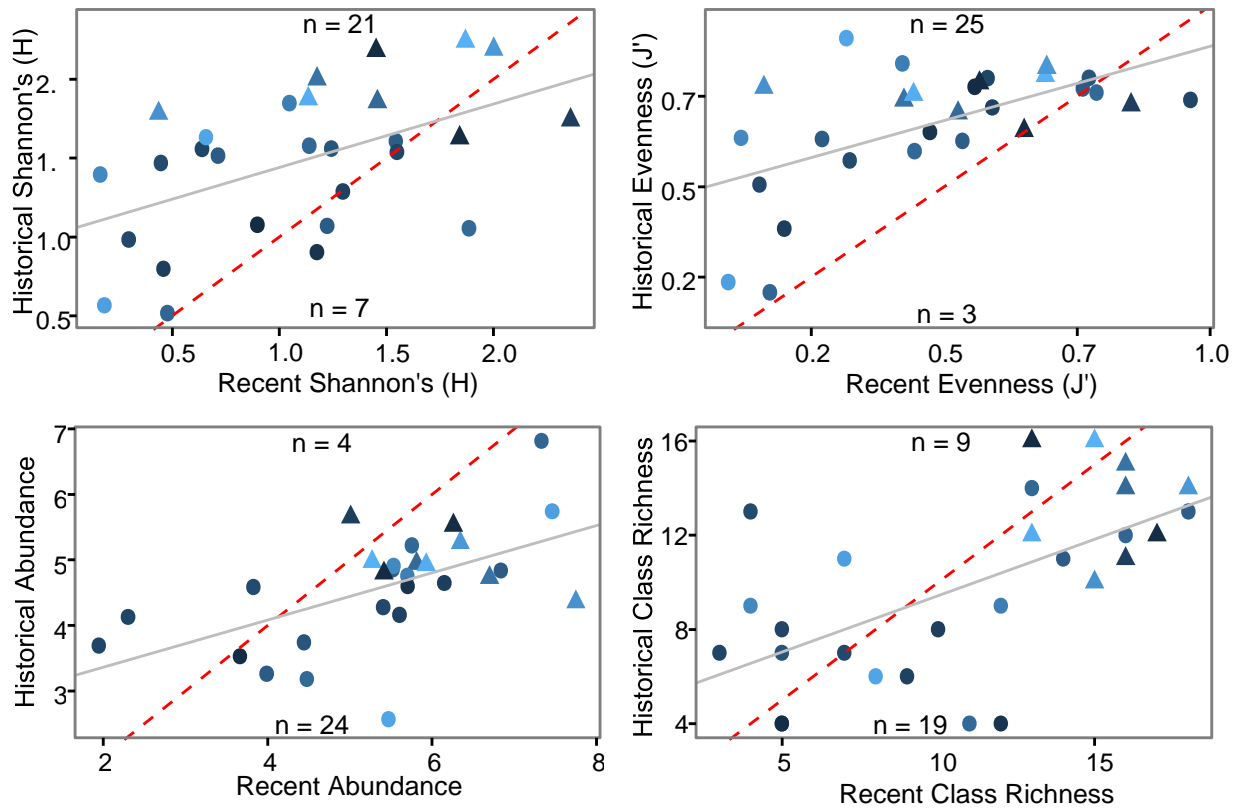 n = 21
Historical Shannon's (H)
2.
1.
1.0
0.5
n = 7
0.5
1.0
1.5
2.0
Recent Shannon's (H)
n = 25
Historical Evenness (J')
0.7
0.5
0.2
n = 3
0.2
0.5
0.7
1.0
Recent Evenness (J')
n = 4
Historical Abundance
7
6
5
4
3
n = 24
2
4
6
8
Recent Abundance
n = 9
Historical Class Richness
16
12
8
4
n = 19
5
10
15
Recent Class Richness